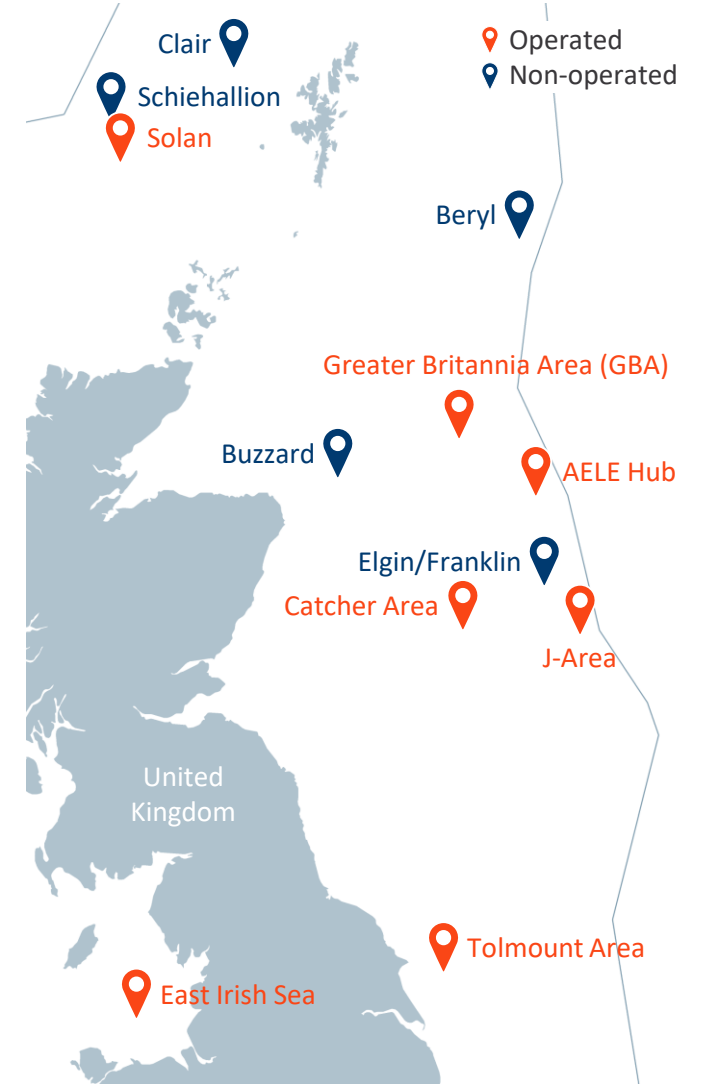 Clair
Operated
Non-operated
Schiehallion
Solan
Beryl
Greater Britannia Area (GBA)
Buzzard
AELE Hub
Elgin/Franklin
Catcher Area
J-Area
United
Kingdom
Tolmount Area
East Irish Sea